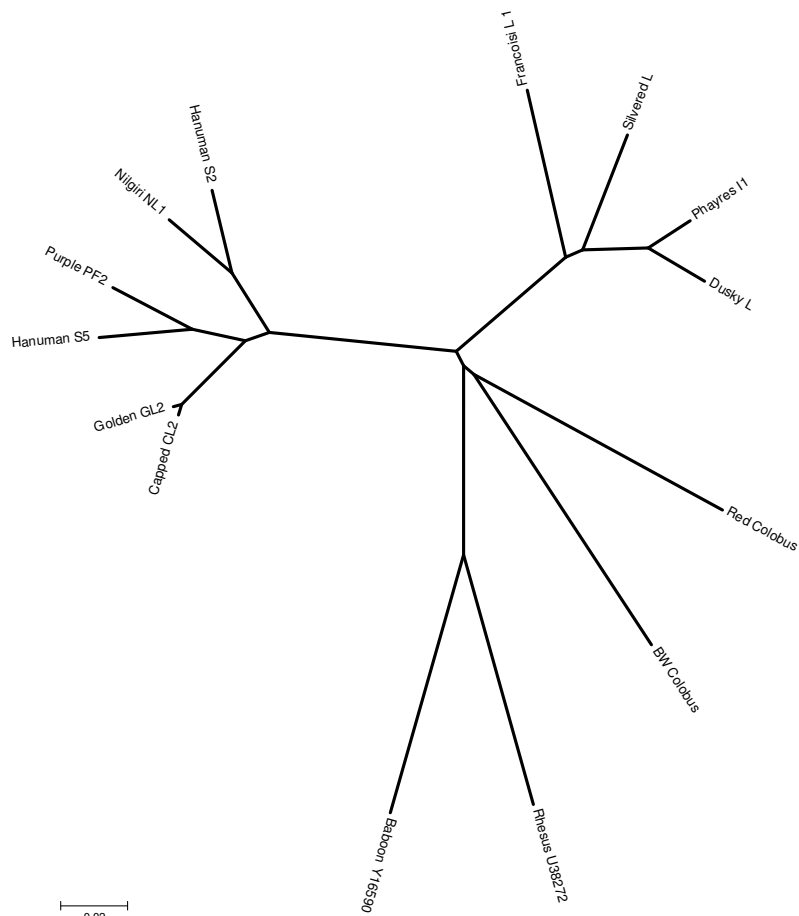 Francoisi L 1
Silvered L
Hanuman S2
Nilgiri NL1
Phayres I1
Purple PF2
Dusky L
Hanuman S5
Golden GL2
Capped CL2
Red Colobus
BW Colobus
Baboon Y16590
Rhesus U38272